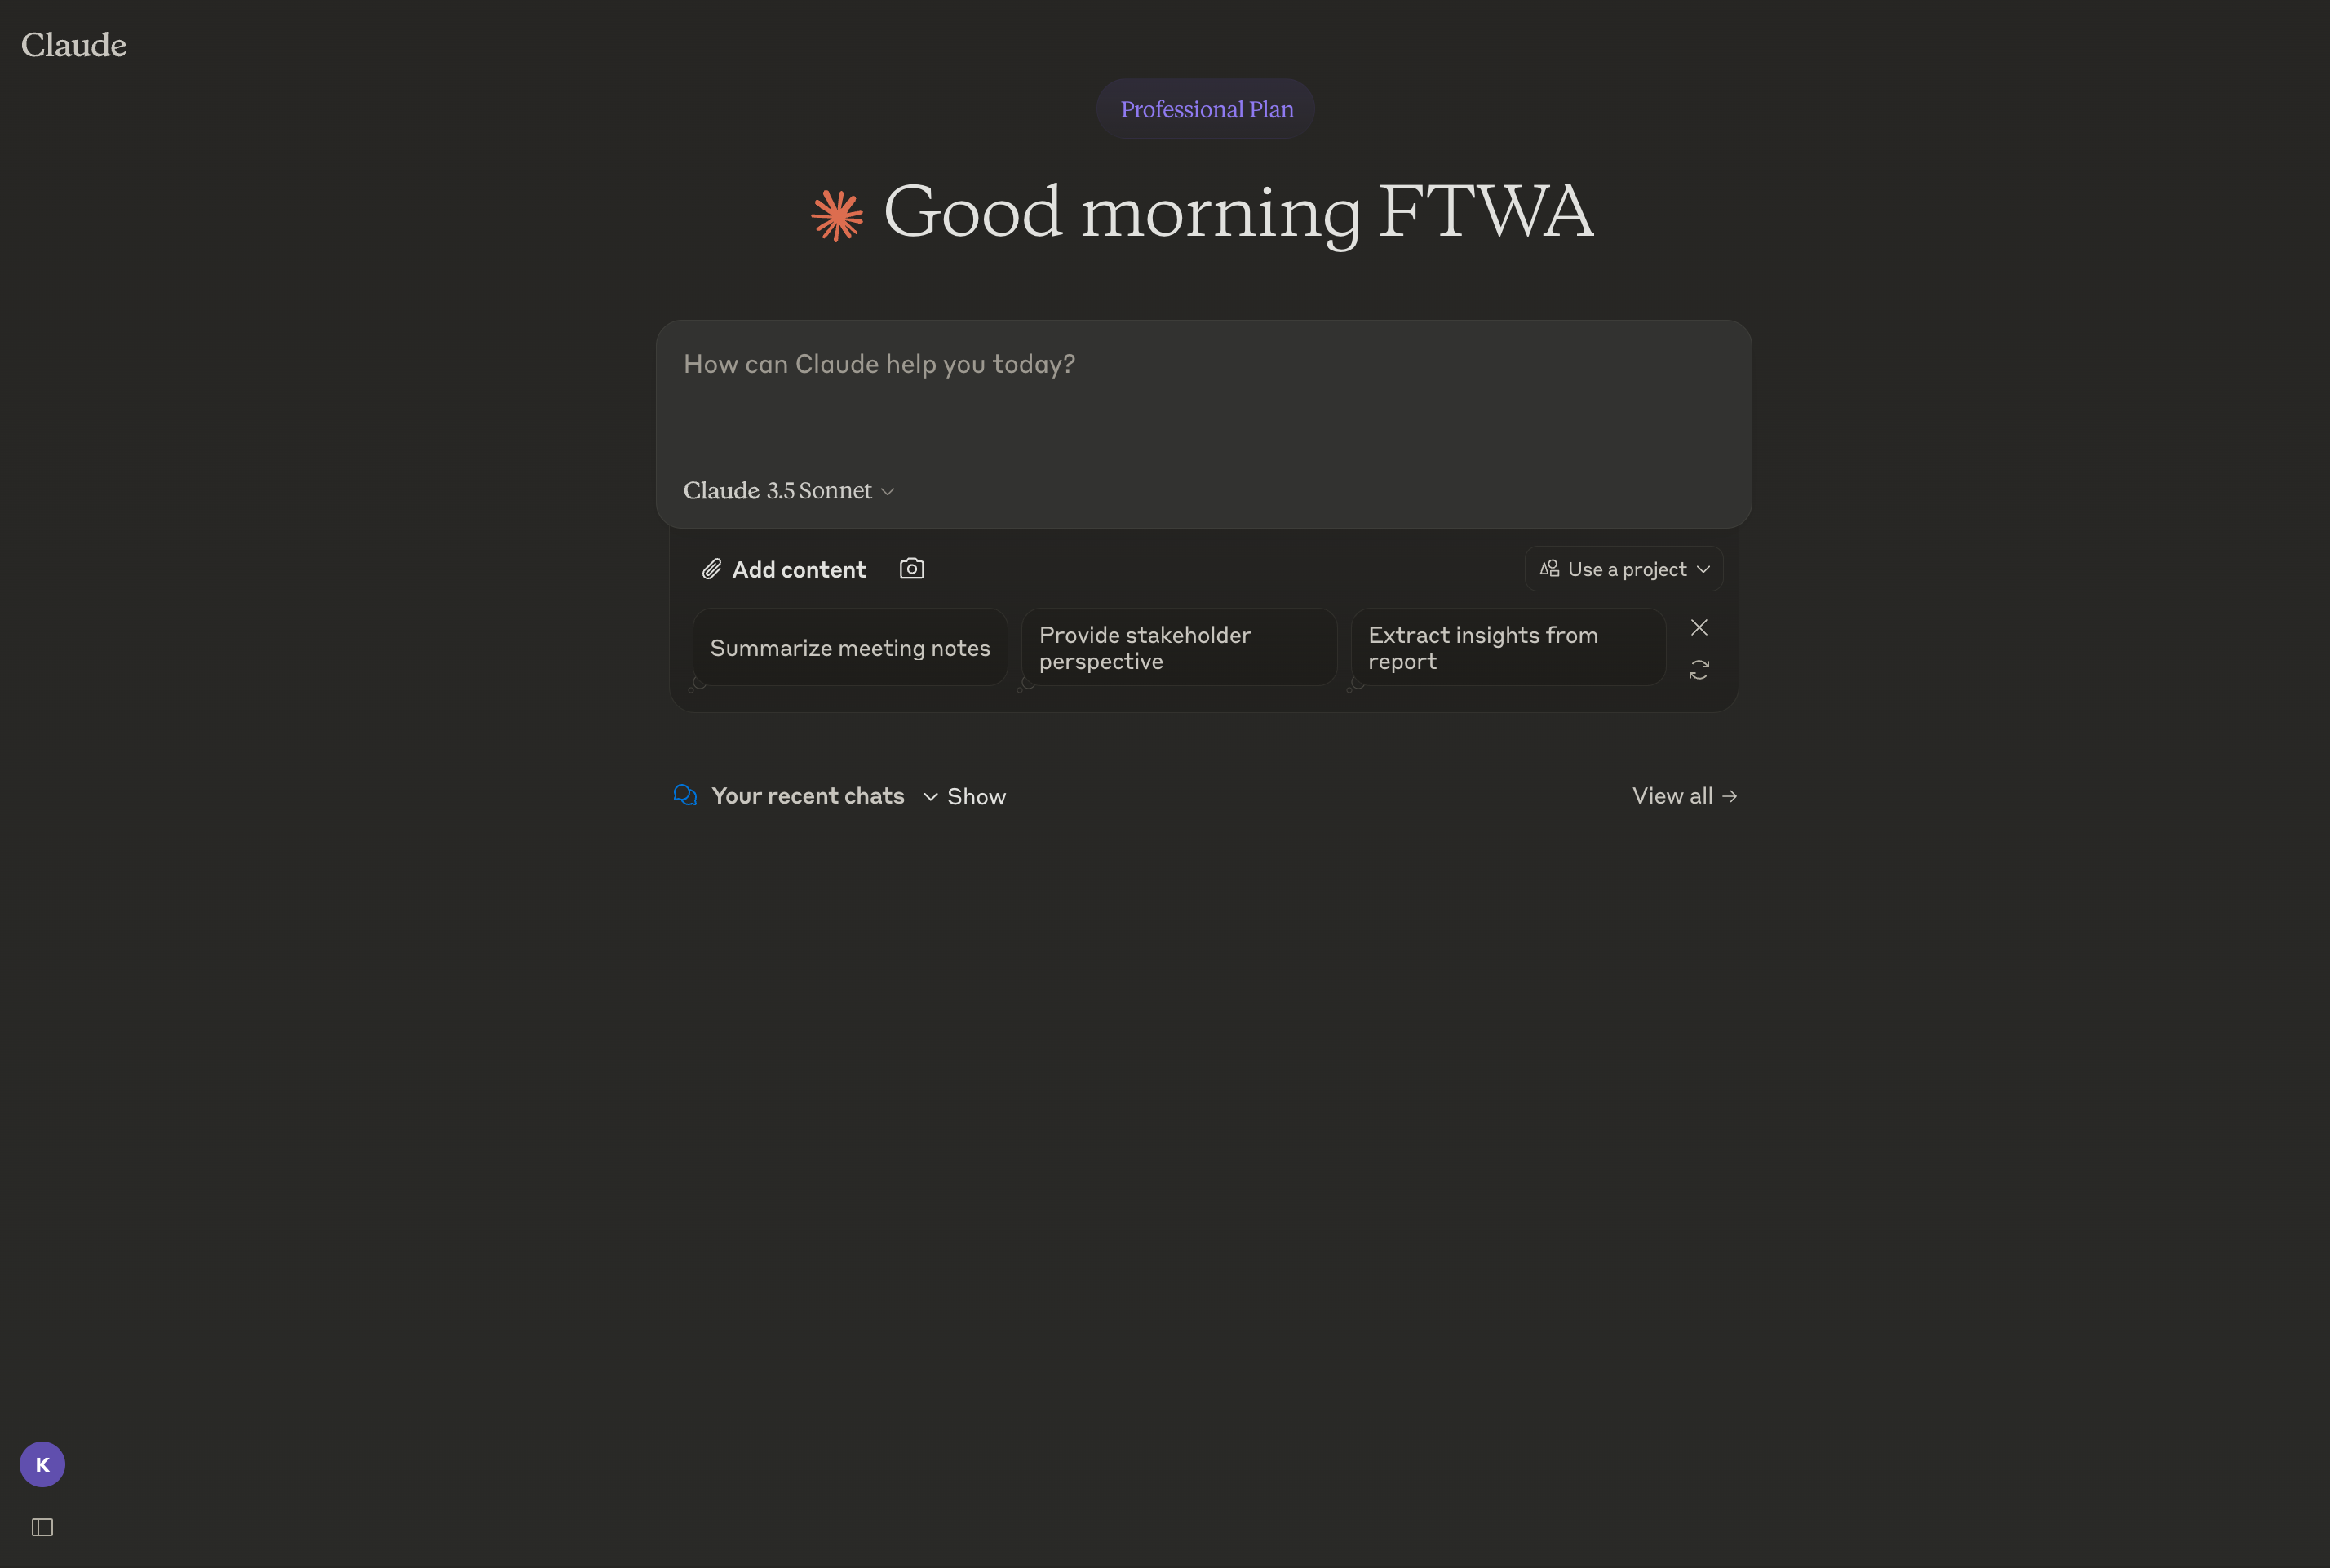 Claude
Professional Plan
Good morning FTWA
How can Claude help you today?
Claude 3.5 Sonnet
Add content
Use a project
Summarize meeting notes
Provide stakeholder
perspective
Extract insights from
report
Your recent chats
Show
View all
K